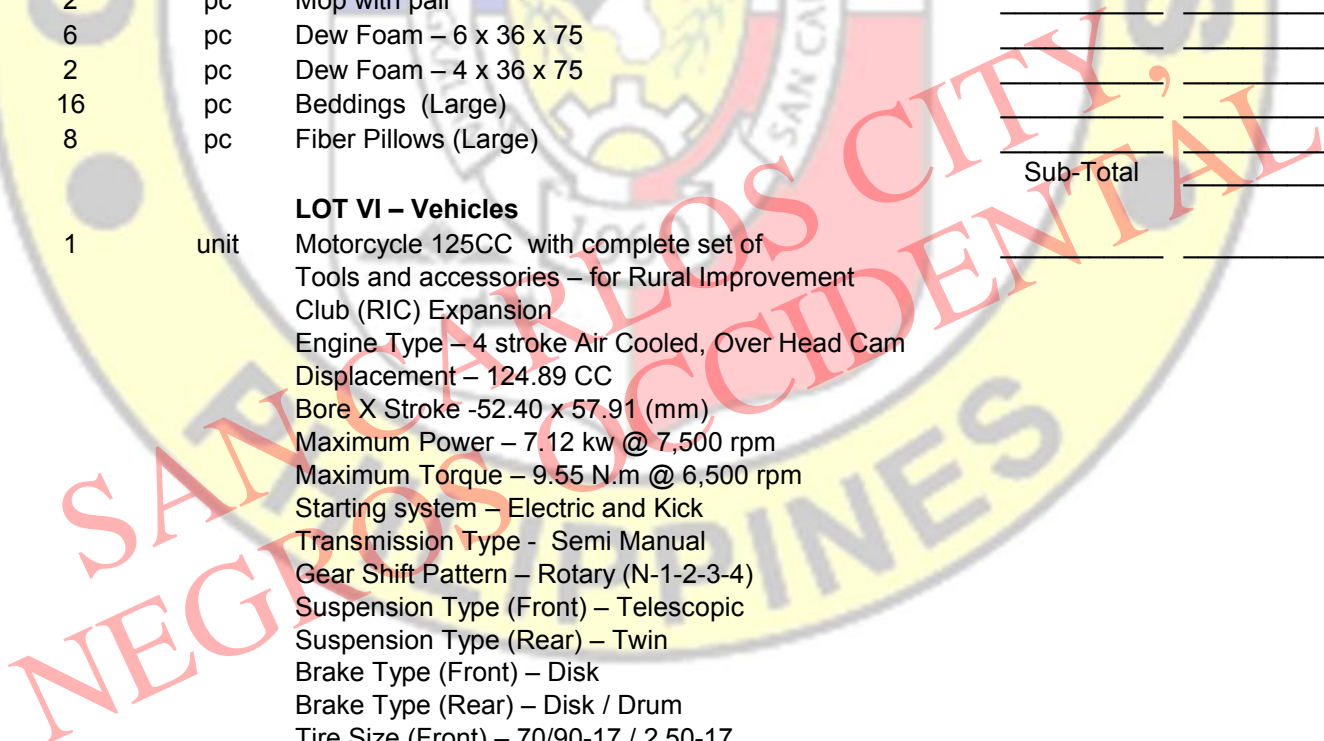 2 pc Mop with pail
6 pc Dew Foam – 6 x 36 x 75
2 pc Dew Foam – 4 x 36 x 75
16 pc Beddings (Large)
8 pc Fiber Pillows (Large)
Sub-Total
LOT VI – Vehicles
1 unit Motorcycle 125CC with complete set of
Tools and accessories – for Rural Improvement
Club (RIC) Expansion
Engine Type – 4 stroke Air Cooled, Over Head Cam
Displacement – 124.89 CC
Bore X Stroke -52.40 x 57.91 (mm)
Maximum Power – 7.12 kw @ 7,500 rpm
Maximum Torque – 9.55 N.m @ 6,500 rpm
Starting system – Electric and Kick
Transmission Type - Semi Manual
Gear Shift Pattern – Rotary (N-1-2-3-4)
Suspension Type (Front) – Telescopic
Suspension Type (Rear) – Twin
Brake Type (Front) – Disk
Brake Type (Rear) – Disk / Drum
Tire Size (Front) – 70/90-17 / 2.50-17
SAN CARLOS CITY,
NEGROS OCCIDENTAL
SAN CA
1960
PPINES